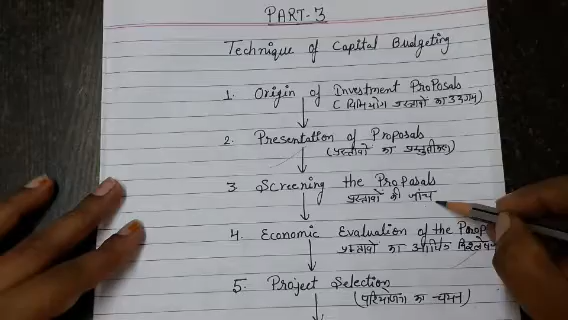 PART-3
Technique of Capital Budgeting
1. Origin of Investment Proposals
( विनियोग प्रस्तावों का उद्गम)
2. Presentation of Proposals
(प्रस्तावों का प्रस्तुतीकरण)
3 Screening the Proposals
प्रस्तावों की जांच
4. Economic Evaluation of the Prop
प्रस्तावों का आर्थिक विश्लेषण
5. Project Selection
(परियोजना का चयन)